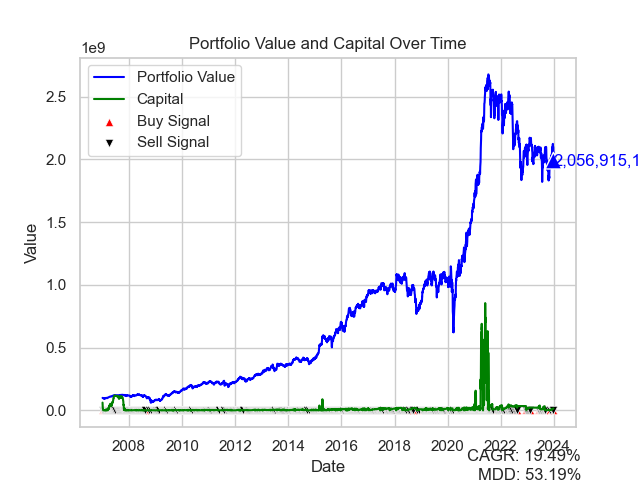 Portfolio Value and Capital Over Time
1e9
Portfolio Value
Capital
Buy Signal
Sell Signal
2.5
2.0
1.5
1.0
0.5
0.0
Value
2,056,915,1
2008
2010
2012
2014
2016
2018
2020
2022
2024
Date
CAGR: 19.49%
MDD: 53.19%